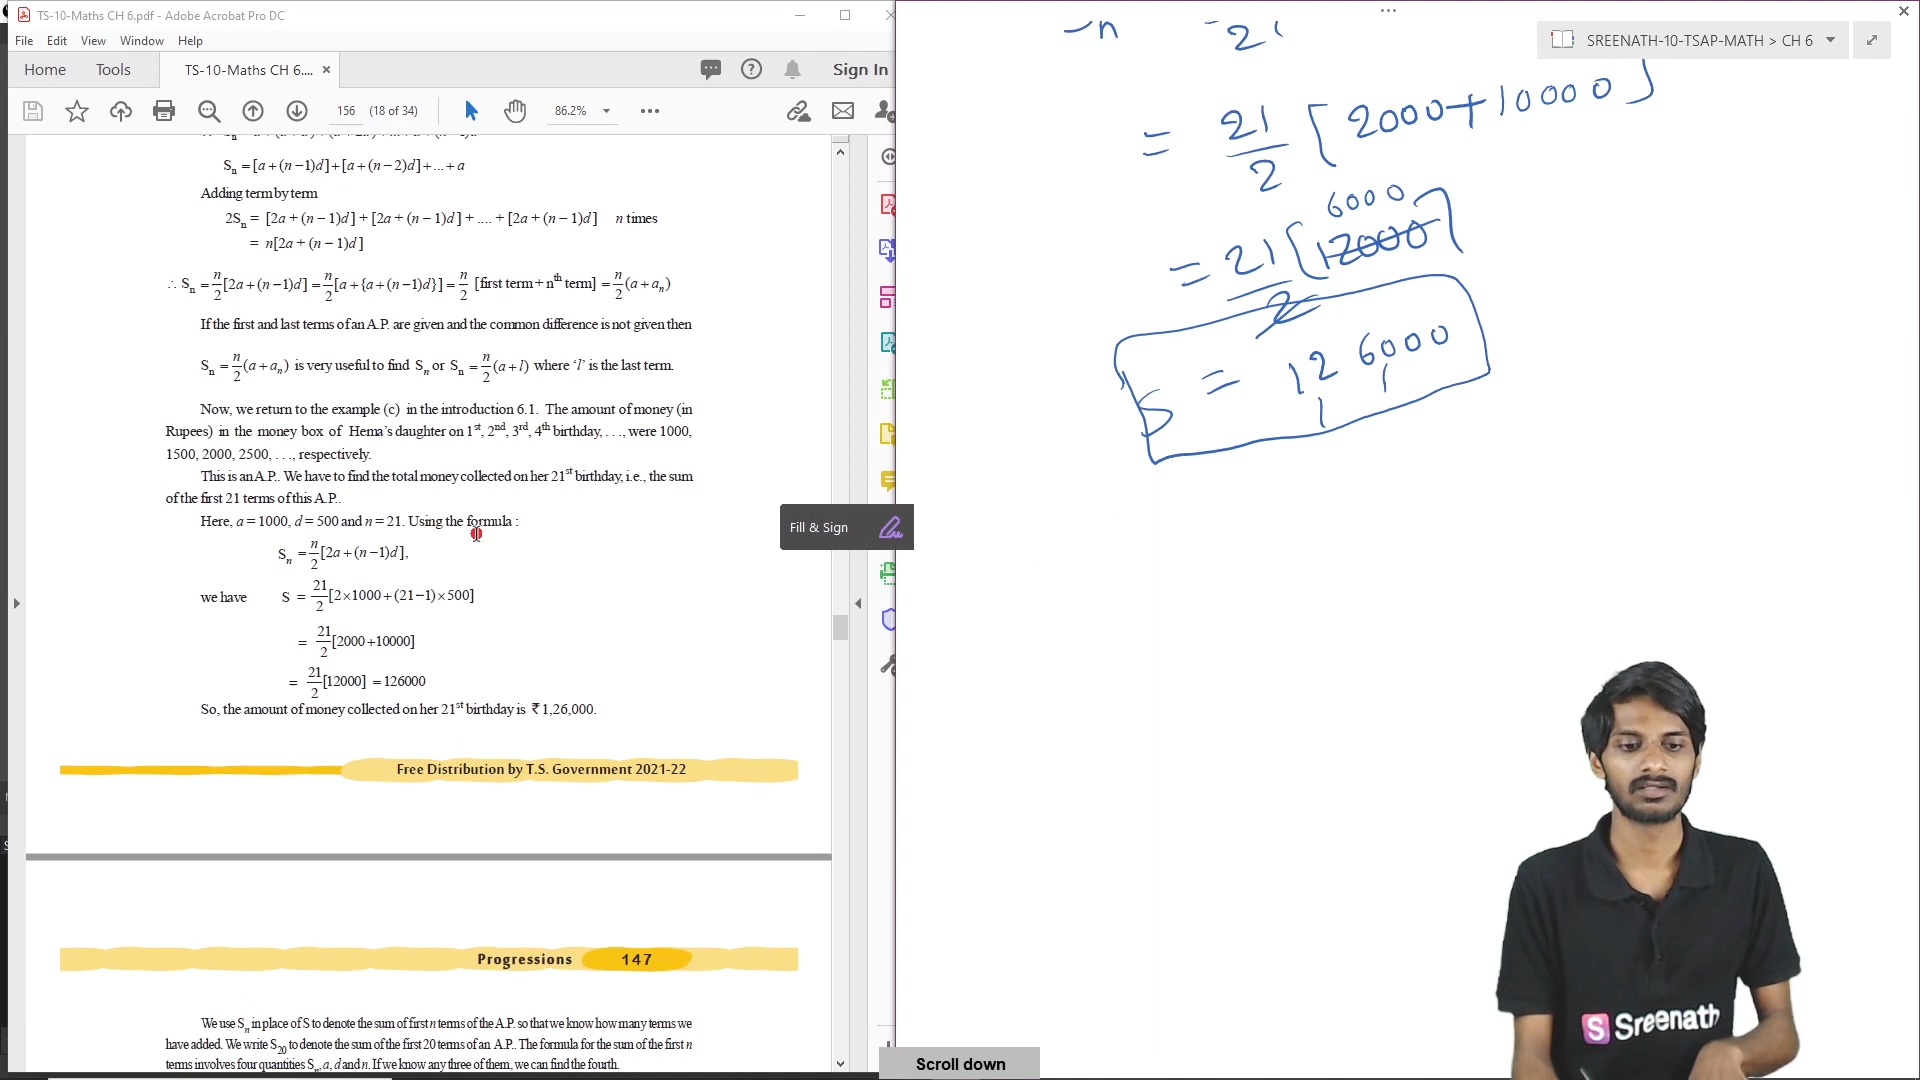 TS-10-Maths CH 6.pdf - Adobe Acrobat Pro DC
File Edit View Window Help
Home Tools TS-10-Maths CH 6.... × Sign In
156 (18 of 34) 86.2%
Sₙ = [a + (n − 1)d] + [a + (n − 2)d] + ... + a
Adding term by term
2Sₙ = [2a + (n − 1)d] + [2a + (n − 1)d] + .... + [2a + (n − 1)d] n times
= n[2a + (n − 1)d]
∴ Sₙ = n/2 [2a + (n − 1)d] = n/2 [a + {a + (n − 1)d}] = n/2 [first term + nᵗʰ term] = n/2 (a + aₙ)
If the first and last terms of an A.P. are given and the common difference is not given then
Sₙ = n/2 (a + aₙ) is very useful to find Sₙ or Sₙ = n/2 (a + l) where ‘l’ is the last term.
Now, we return to the example (c) in the introduction 6.1. The amount of money (in
Rupees) in the money box of Hema’s daughter on 1ˢᵗ, 2ⁿᵈ, 3ʳᵈ, 4ᵗʰ birthday, . . ., were 1000,
1500, 2000, 2500, . . ., respectively.
This is an A.P.. We have to find the total money collected on her 21ˢᵗ birthday, i.e., the sum
of the first 21 terms of this A.P..
Here, a = 1000, d = 500 and n = 21. Using the formula :
Sₙ = n/2 [2a + (n − 1)d],
we have S = 21/2 [2×1000 + (21−1)×500]
= 21/2 [2000 +10000]
= 21/2 [12000] = 126000
So, the amount of money collected on her 21ˢᵗ birthday is ₹ 1,26,000.
Free Distribution by T.S. Government 2021-22
Progressions 147
We use Sₙ in place of S to denote the sum of first n terms of the A.P. so that we know how many terms we
have added. We write S₂₀ to denote the sum of the first 20 terms of an A.P.. The formula for the sum of the first n
terms involves four quantities Sₙ, a, d and n. If we know any three of them, we can find the fourth.
Fill & Sign
SREENATH-10-TSAP-MATH > CH 6
= 21/2 [2000+10000]
6000
= 21/2 [12000]
S = 126000
Scroll down
S Sreenath